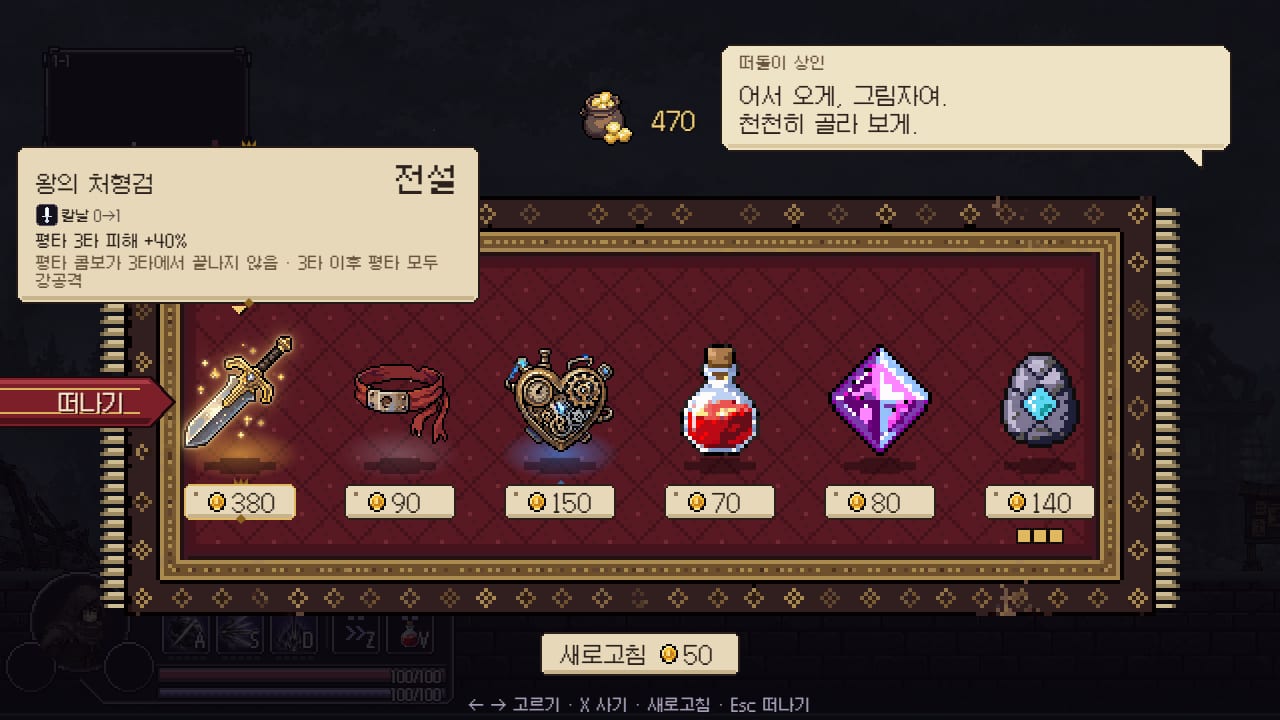 1-1
470
떠돌이 상인
어서 오게, 그림자여.
천천히 골라 보게.
왕의 처형검 전설
칼날 0→1
평타 3타 피해 +40%
평타 콤보가 3타에서 끝나지 않음 · 3타 이후 평타 모두
강공격
떠나기
380 90 150 70 80 140
A S D Z V
100/100
100/100
새로고침 50
← → 고르기 · X 사기 · 새로고침 · Esc 떠나기